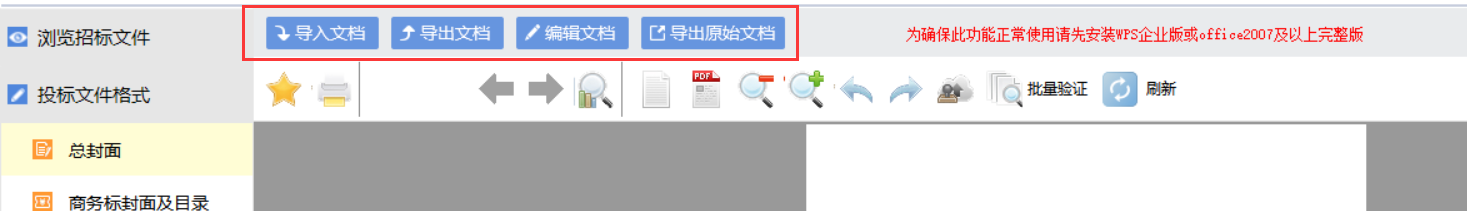 浏览招标文件
导入文档 导出文档 编辑文档 导出原始文档
为确保此功能正常使用请先安装WPS企业版或office2007及以上完整版
投标文件格式
PDF
批量验证 刷新
总封面
商务标封面及目录